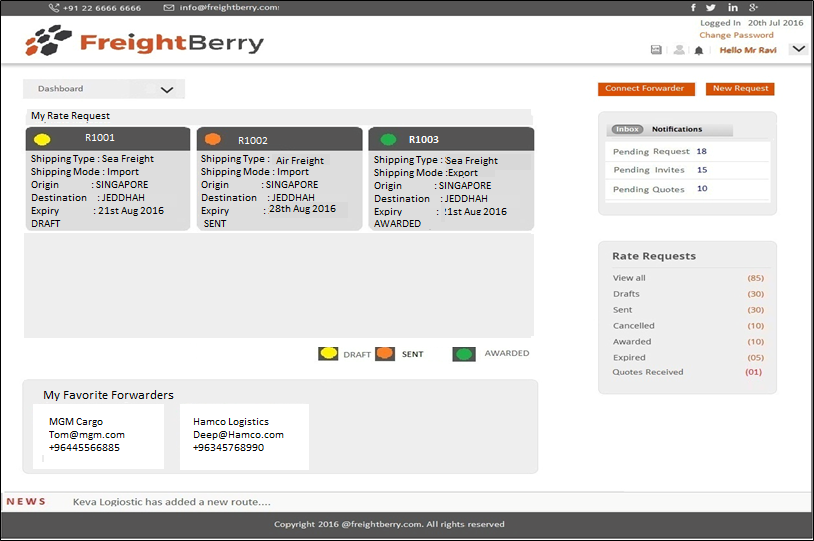 +91 22 6666 6666 info@freightberry.com:
Logged In 20th Jul 2016
Change Password
FreightBerry
Hello Mr Ravi
Dashboard
Connect Forwarder New Request
My Rate Request
R1001
Shipping Type : Sea Freight
Shipping Mode : Import
Origin : SINGAPORE
Destination : JEDDHAH
Expiry : 21st Aug 2016
DRAFT
R1002
Shipping Type : Air Freight
Shipping Mode : Import
Origin : SINGAPORE
Destination : JEDDHAH
Expiry : 28th Aug 2016
SENT
R1003
Shipping Type : Sea Freight
Shipping Mode :Export
Origin : SINGAPORE
Destination : JEDDHAH
Expiry : 21st Aug 2016
AWARDED
Inbox Notifications
Pending Request 18
Pending Invites 15
Pending Quotes 10
Rate Requests
View all (85)
Drafts (30)
Sent (30)
Cancelled (10)
Awarded (10)
Expired (05)
Quotes Received (01)
DRAFT SENT AWARDED
My Favorite Forwarders
MGM Cargo
Tom@mgm.com
+96445566885
Hamco Logistics
Deep@Hamco.com
+96345768990
NEWS Keva Logiostic has added a new route....
Copyright 2016 @freightberry.com. All rights reserved